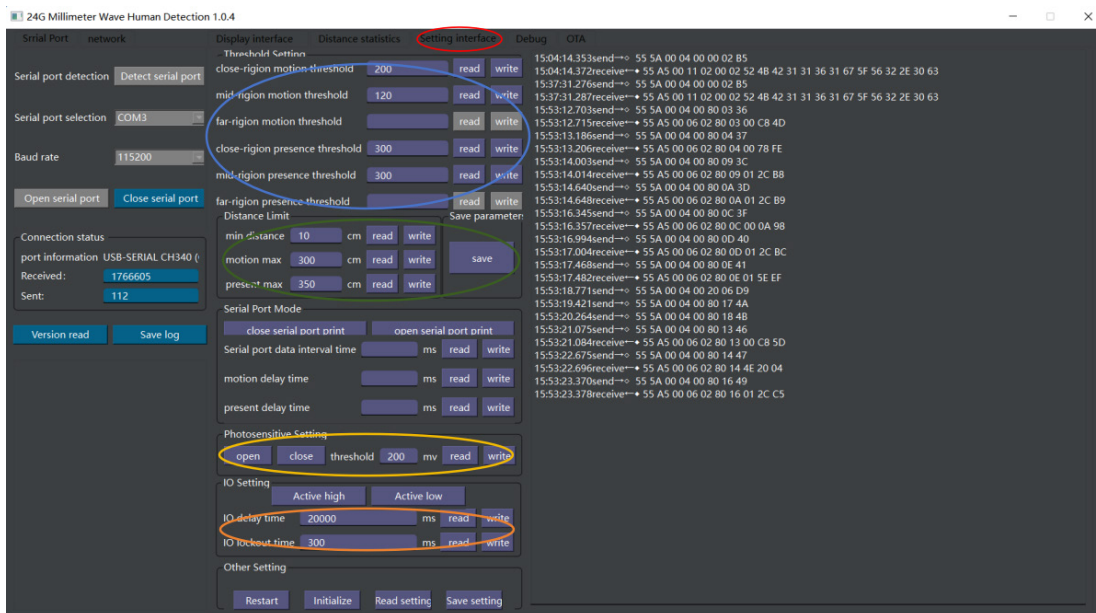 24G Millimeter Wave Human Detection 1.0.4
Srrial Port network Display interface Distance statistics Setting interface Debug OTA
Serial port detection Detect serial port
Serial port selection COM3
Baud rate 115200
Open serial port Close serial port
Connection status
port information USB-SERIAL CH340 (
Received: 1766605
Sent: 112
Version read Save log
Threshold Setting
close-rigion motion threshold 200 read write
mid-rigion motion threshold 120 read write
far-rigion motion threshold read write
close-rigion presence threshold 300 read write
mid-rigion presence threshold 300 read write
far-rigion presence threshold read write
Distance Limit Save parameters
min distance 10 cm read write
motion max 300 cm read write
save
present max 350 cm read write
Serial Port Mode
close serial port print open serial port print
Serial port data interval time ms read write
motion delay time ms read write
present delay time ms read write
Photosensitive Setting
open close threshold 200 mv read write
IO Setting
Active high Active low
IO delay time 20000 ms read write
IO lockout time 300 ms read write
Other Setting
Restart Initialize Read setting Save setting
15:04:14.353send→◇ 55 5A 00 04 00 00 02 B5
15:04:14.372receive←◆ 55 A5 00 11 02 00 02 52 4B 42 31 31 36 31 67 5F 56 32 2E 30 63
15:37:31.276send→◇ 55 5A 00 04 00 00 02 B5
15:37:31.287receive←◆ 55 A5 00 11 02 00 02 52 4B 42 31 31 36 31 67 5F 56 32 2E 30 63
15:53:12.703send→◇ 55 5A 00 04 00 80 03 36
15:53:12.715receive←◆ 55 A5 00 06 02 80 03 00 C8 4D
15:53:13.186send→◇ 55 5A 00 04 00 80 04 37
15:53:13.206receive←◆ 55 A5 00 06 02 80 04 00 78 FE
15:53:14.003send→◇ 55 5A 00 04 00 80 09 3C
15:53:14.014receive←◆ 55 A5 00 06 02 80 09 01 2C B8
15:53:14.640send→◇ 55 5A 00 04 00 80 0A 3D
15:53:14.648receive←◆ 55 A5 00 06 02 80 0A 01 2C B9
15:53:16.345send→◇ 55 5A 00 04 00 80 0C 3F
15:53:16.357receive←◆ 55 A5 00 06 02 80 0C 00 0A 98
15:53:16.994send→◇ 55 5A 00 04 00 80 0D 40
15:53:17.004receive←◆ 55 A5 00 06 02 80 0D 01 2C BC
15:53:17.468send→◇ 55 5A 00 04 00 80 0E 41
15:53:17.482receive←◆ 55 A5 00 06 02 80 0E 01 5E EF
15:53:18.771send→◇ 55 5A 00 04 00 20 06 D9
15:53:19.421send→◇ 55 5A 00 04 00 80 17 4A
15:53:20.264send→◇ 55 5A 00 04 00 80 18 4B
15:53:21.075send→◇ 55 5A 00 04 00 80 13 46
15:53:21.084receive←◆ 55 A5 00 06 02 80 13 00 C8 5D
15:53:22.675send→◇ 55 5A 00 04 00 80 14 47
15:53:22.696receive←◆ 55 A5 00 06 02 80 14 4E 20 04
15:53:23.370send→◇ 55 5A 00 04 00 80 16 49
15:53:23.378receive←◆ 55 A5 00 06 02 80 16 01 2C C5